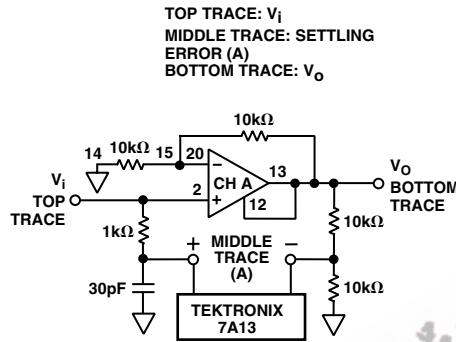 TOP TRACE: Vi
MIDDLE TRACE: SETTLING
ERROR (A)
BOTTOM TRACE: VO
10kΩ
14 10kΩ 15 20
13
Vi
TOP
TRACE
2
CH A
12
VO
BOTTOM
TRACE
1kΩ
10kΩ
+ MIDDLE −
TRACE
(A)
30pF
10kΩ
TEKTRONIX
7A13